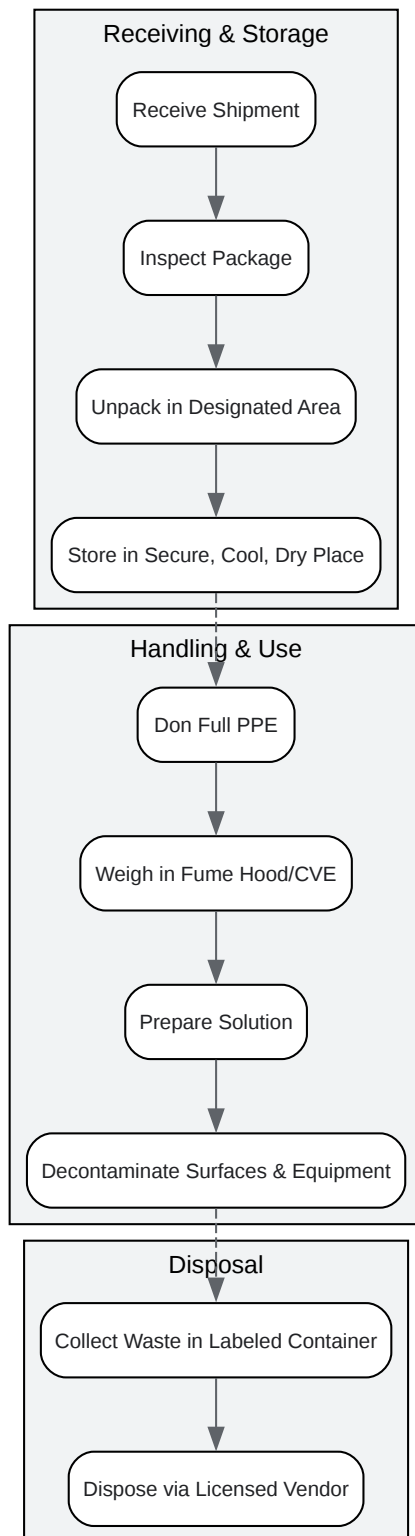 Receiving & Storage
Receive Shipment
Inspect Package
Unpack in Designated Area
Store in Secure, Cool, Dry Place
Handling & Use
Don Full PPE
Weigh in Fume Hood/CVE
Prepare Solution
Decontaminate Surfaces & Equipment
Disposal
Collect Waste in Labeled Container
Dispose via Licensed Vendor